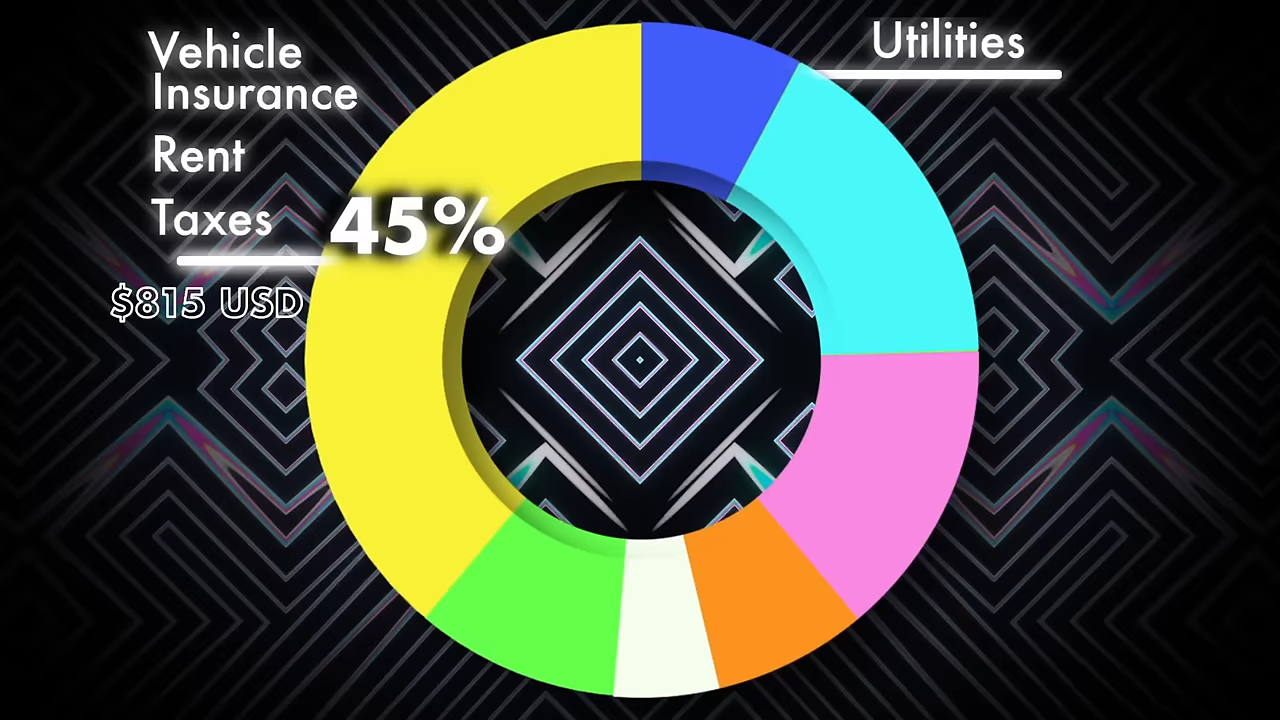 Vehicle
Insurance
Rent
Taxes
45%
$815 USD
Utilities